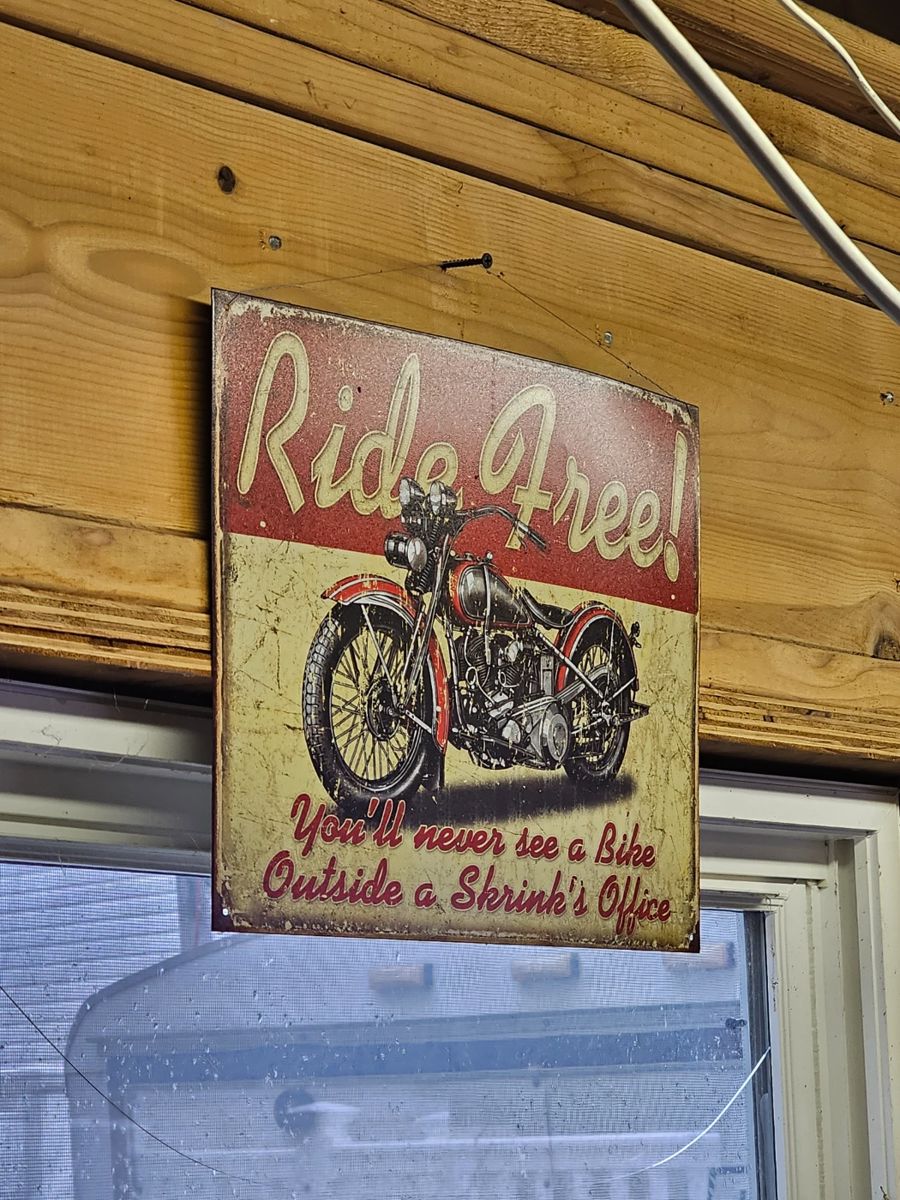 Ride Free!
You'll never see a Bike
Outside a Skrink's Office